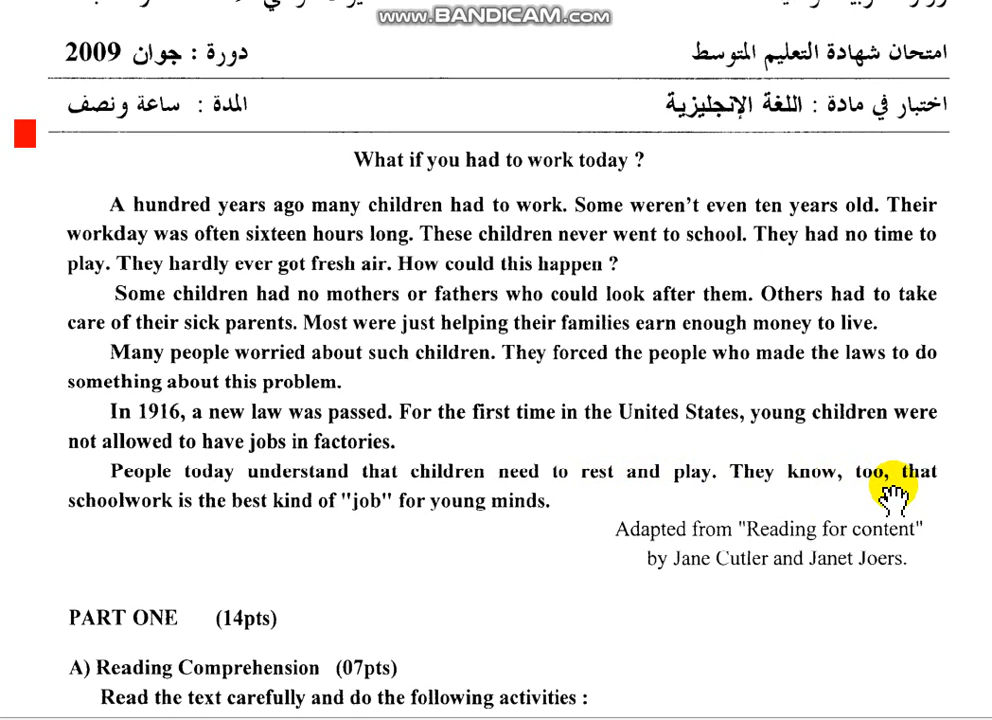 www.BANDICAM.com
امتحان شهادة التعليم المتوسط دورة : جوان 2009
اختبار في مادة : اللغة الإنجليزية المدة : ساعة ونصف
What if you had to work today ?
A hundred years ago many children had to work. Some weren't even ten years old. Their
workday was often sixteen hours long. These children never went to school. They had no time to
play. They hardly ever got fresh air. How could this happen ?
Some children had no mothers or fathers who could look after them. Others had to take
care of their sick parents. Most were just helping their families earn enough money to live.
Many people worried about such children. They forced the people who made the laws to do
something about this problem.
In 1916, a new law was passed. For the first time in the United States, young children were
not allowed to have jobs in factories.
People today understand that children need to rest and play. They know, too, that
schoolwork is the best kind of "job" for young minds.
Adapted from "Reading for content"
by Jane Cutler and Janet Joers.
PART ONE (14pts)
A) Reading Comprehension (07pts)
Read the text carefully and do the following activities :